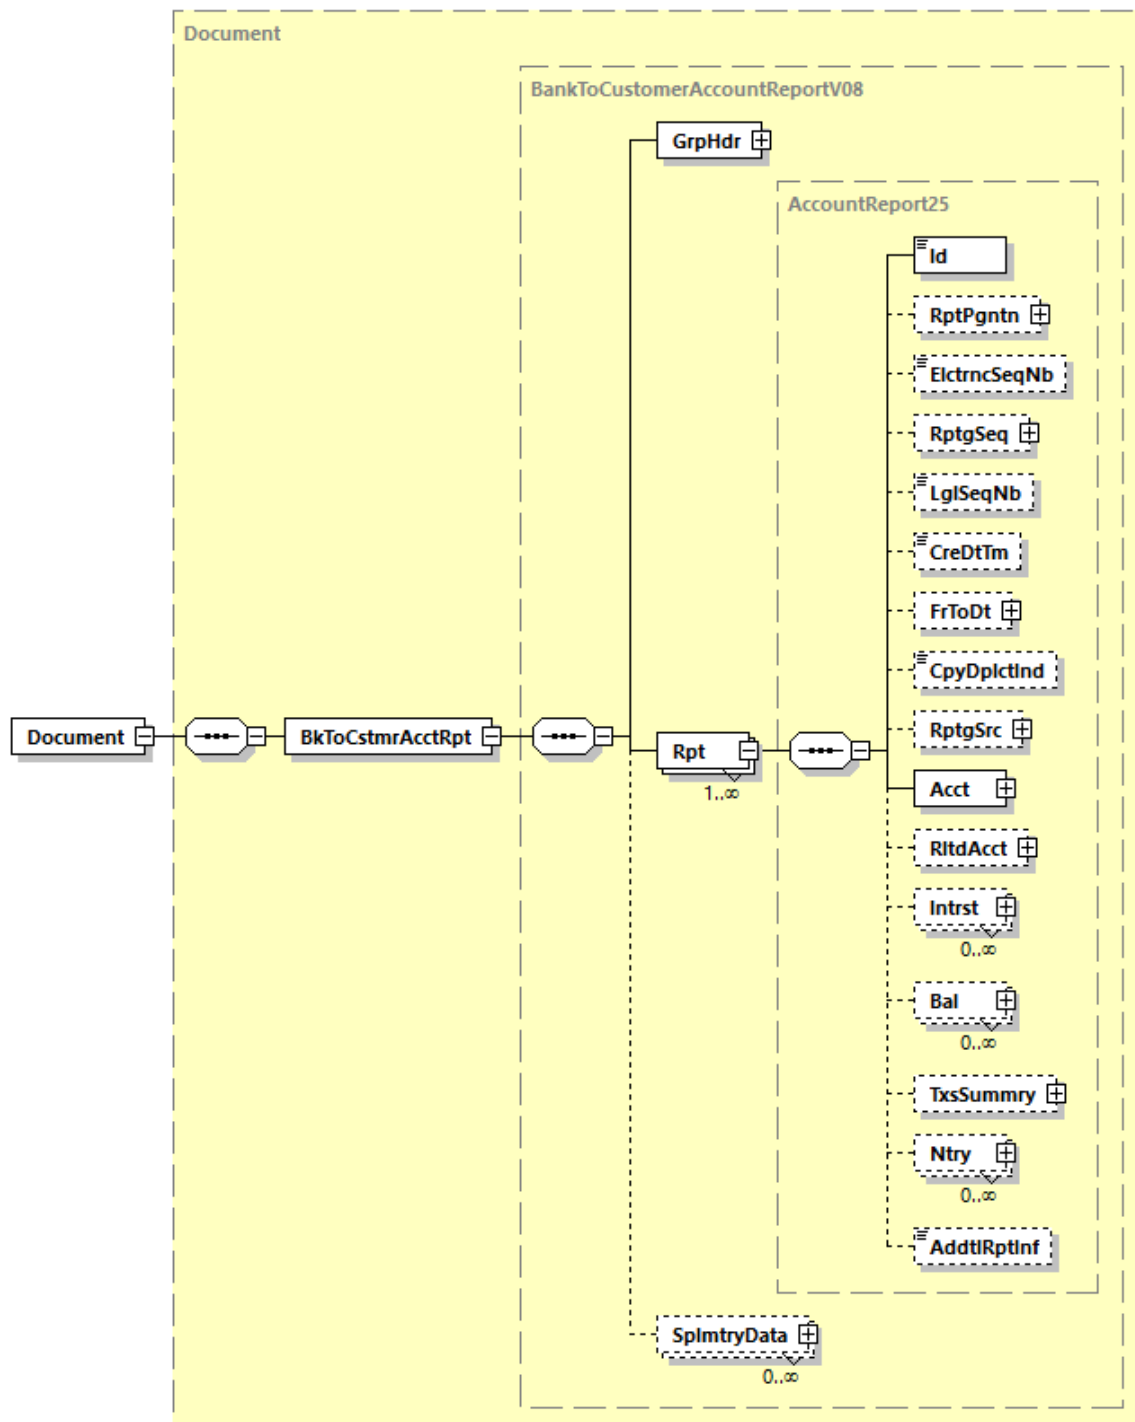 Document
BankToCustomerAccountReportV08
GrpHdr
AccountReport25
Id
RptPgntn
ElctrncSeqNb
RptgSeq
LglSeqNb
CreDtTm
FrToDt
CpyDplctInd
RptgSrc
Document
BkToCstmrAcctRpt
Rpt
1..∞
Acct
RltdAcct
Intrst
0..∞
Bal
0..∞
TxsSummry
Ntry
0..∞
AddtlRptInf
SplmtryData
0..∞